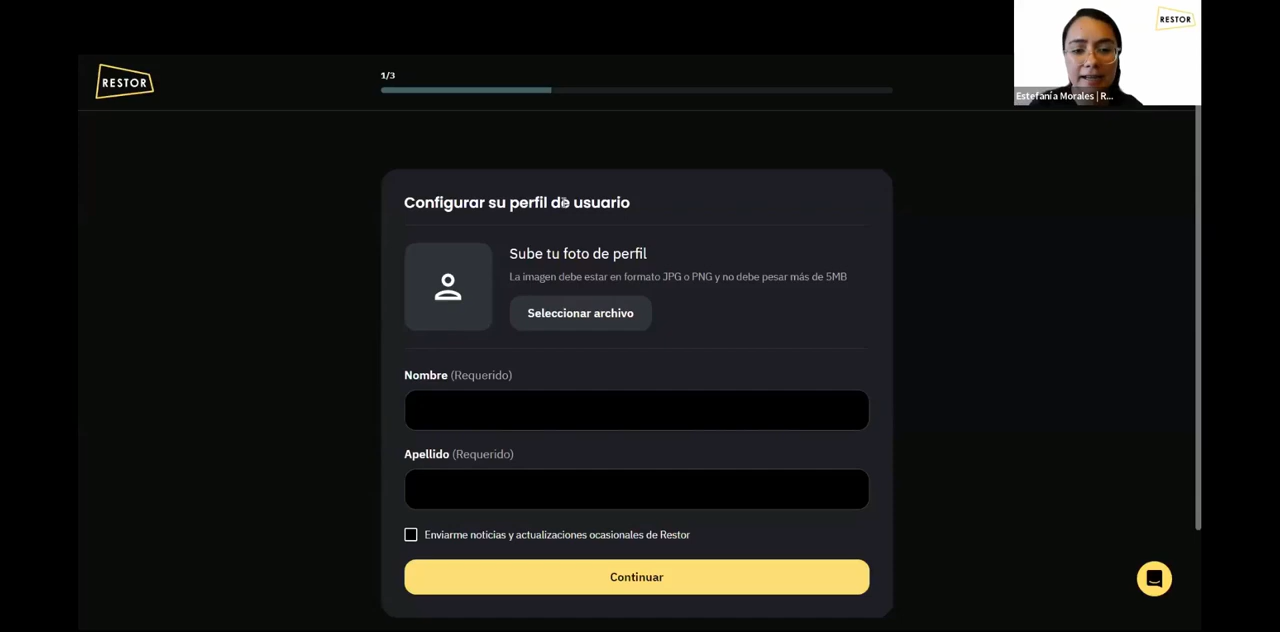 RESTOR
Estefanía Morales | R...
RESTOR
1/3
Configurar su perfil de usuario
Sube tu foto de perfil
La imagen debe estar en formato JPG o PNG y no debe pesar más de 5MB
Seleccionar archivo
Nombre (Requerido)
Apellido (Requerido)
Enviarme noticias y actualizaciones ocasionales de Restor
Continuar